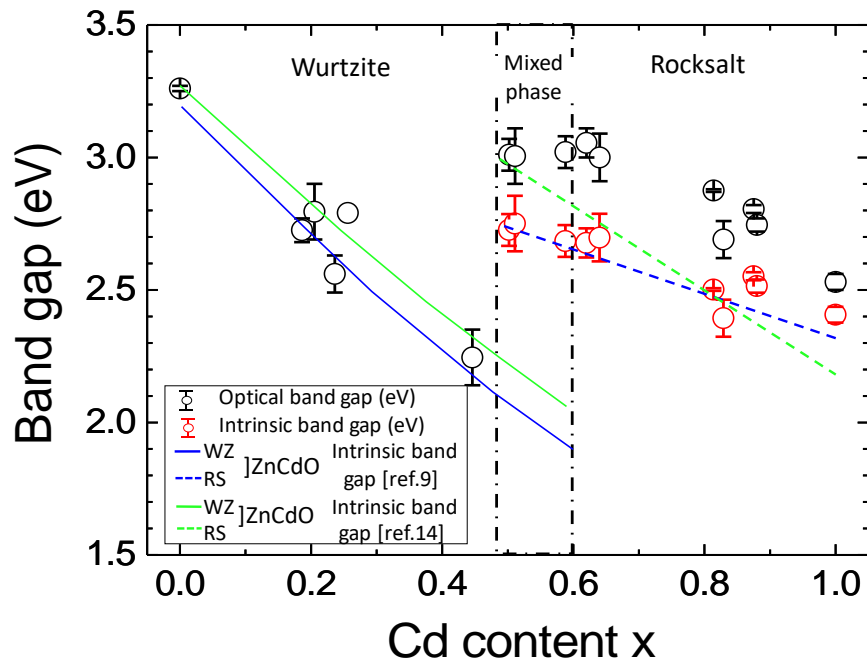 3.5
3.0
2.5
2.0
1.5
Band gap (eV)
Wurtzite
Mixed
phase
Rocksalt
Optical band gap (eV)
Intrinsic band gap (eV)
WZ ]ZnCdO Intrinsic band
RS gap [ref.9]
WZ ]ZnCdO Intrinsic band
RS gap [ref.14]
0.0 0.2 0.4 0.6 0.8 1.0
Cd content x